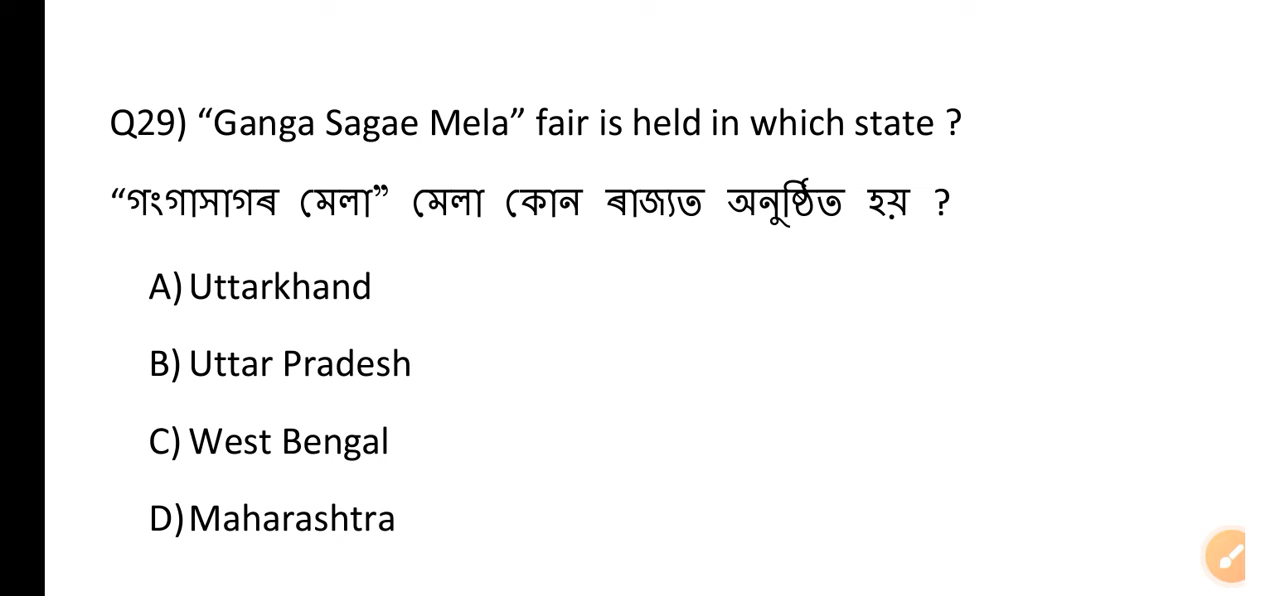 Q29) “Ganga Sagae Mela” fair is held in which state ?
“গংগাসাগৰ মেলা” মেলা কোন ৰাজ্যত অনুৰ্ষ্ঠিত হয় ?
A) Uttarkhand
B) Uttar Pradesh
C) West Bengal
D) Maharashtra